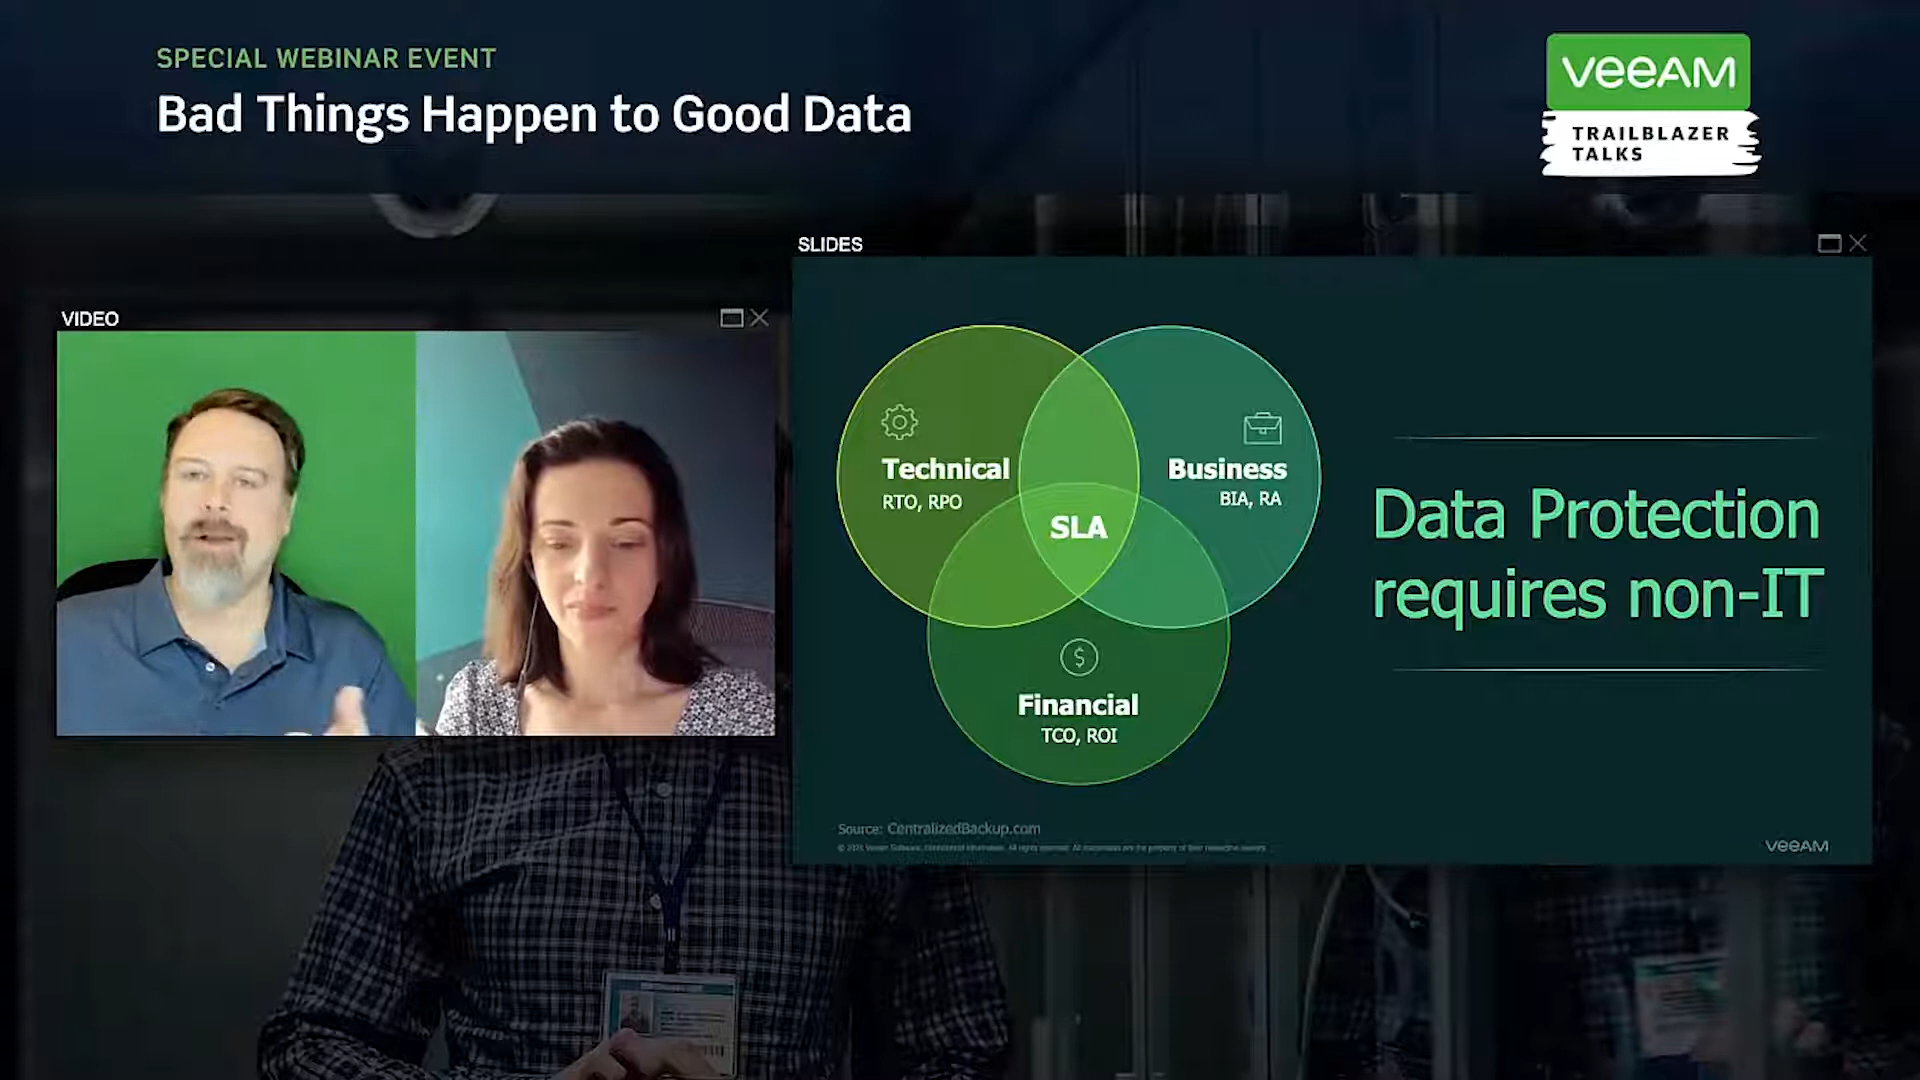 SPECIAL WEBINAR EVENT
Bad Things Happen to Good Data
veeAM
TRAILBLAZER
TALKS
SLIDES
VIDEO
Technical
RTO, RPO
Business
BIA, RA
SLA
Financial
TCO, ROI
Data Protection
requires non-IT
Source: CentralizedBackup.com
veeAM